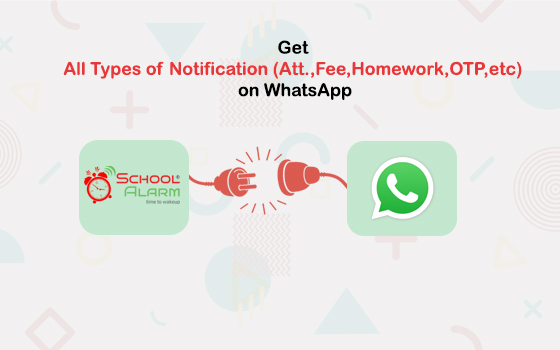 Get
All Types of Notification (Att.,Fee,Homework,OTP,etc)
on WhatsApp
SCHOOL®
ALARM
time to wakeup